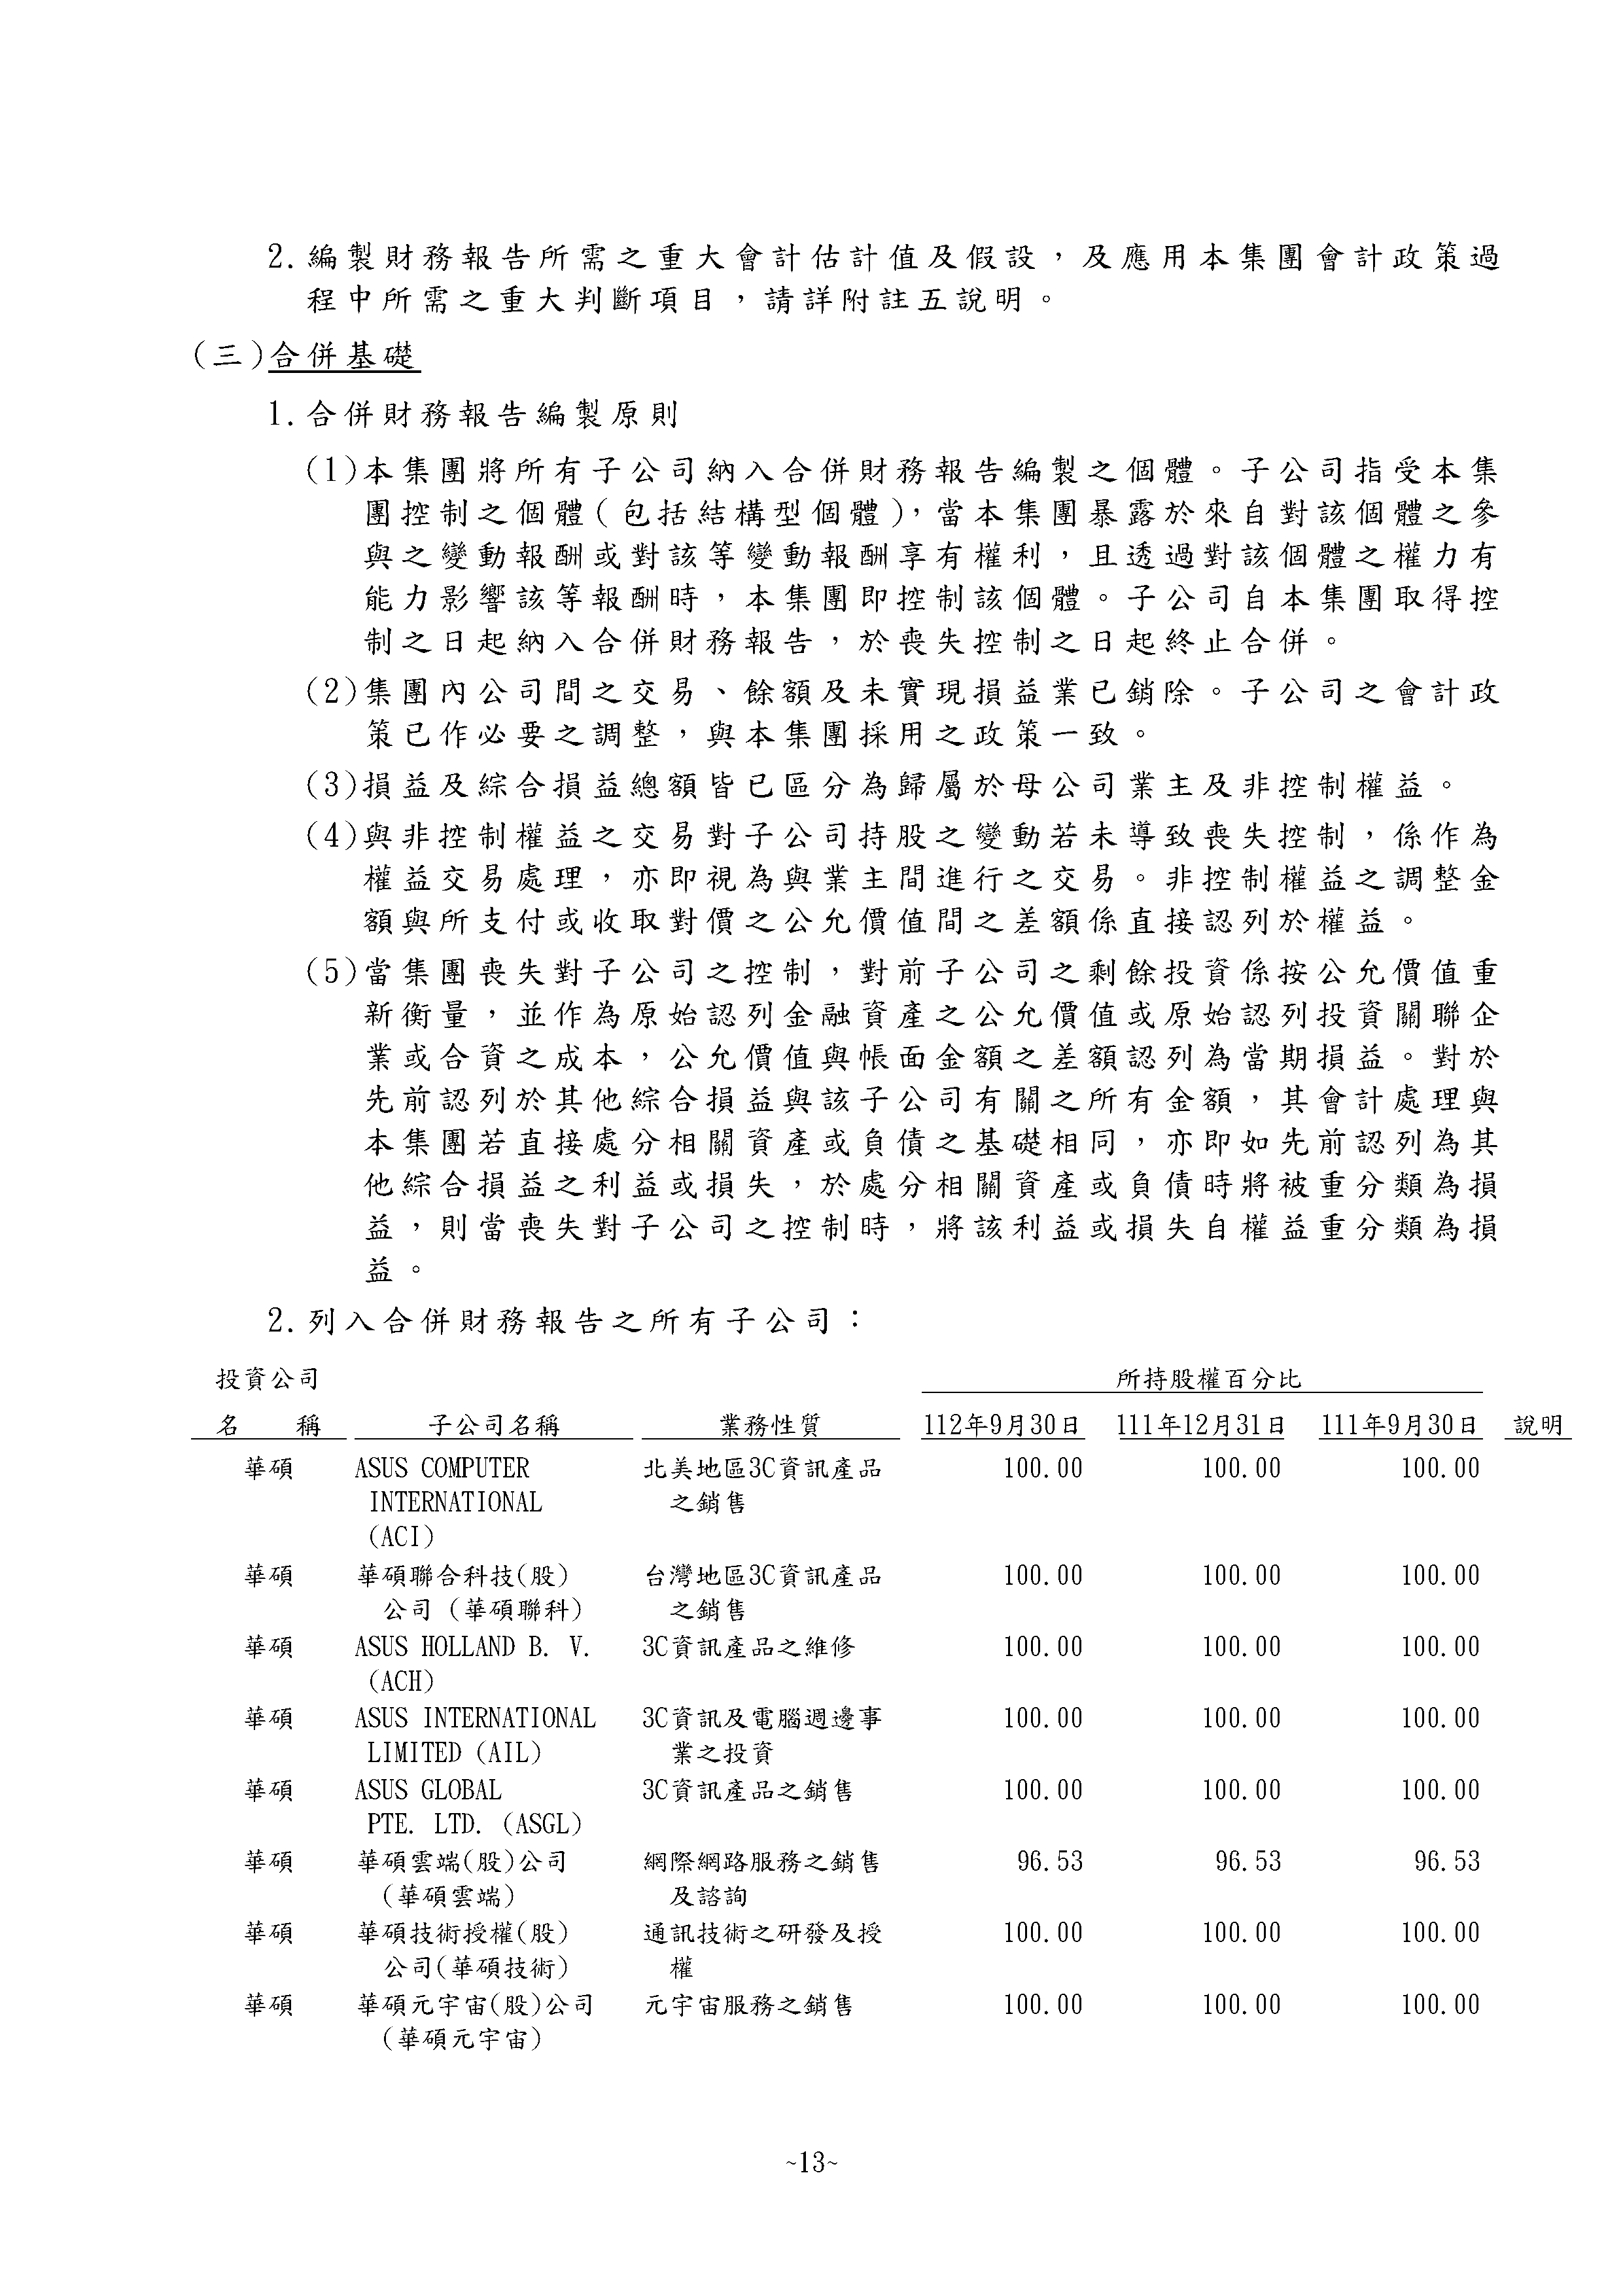 2.編製財務報告所需之重大會計估計值及假設，及應用本集團會計政策過
程中所需之重大判斷項目，請詳附註五說明。
(三)合併基礎
1.合併財務報告編製原則
(1)本集團將所有子公司納入合併財務報告編製之個體。子公司指受本集
團控制之個體(包括結構型個體)，當本集團暴露於來自對該個體之參
與之變動報酬或對該等變動報酬享有權利，且透過對該個體之權力有
能力影響該等報酬時，本集團即控制該個體。子公司自本集團取得控
制之日起納入合併財務報告，於喪失控制之日起終止合併。
(2)集團內公司間之交易、餘額及未實現損益業已銷除。子公司之會計政
策已作必要之調整，與本集團採用之政策一致。
(3)損益及綜合損益總額皆已區分為歸屬於母公司業主及非控制權益。
(4)與非控制權益之交易對子公司持股之變動若未導致喪失控制，係作為
權益交易處理，亦即視為與業主間進行之交易。非控制權益之調整金
額與所支付或收取對價之公允價值間之差額係直接認列於權益。
(5)當集團喪失對子公司之控制，對前子公司之剩餘投資係按公允價值重
新衡量，並作為原始認列金融資產之公允價值或原始認列投資關聯企
業或合資之成本，公允價值與帳面金額之差額認列為當期損益。對於
先前認列於其他綜合損益與該子公司有關之所有金額，其會計處理與
本集團若直接處分相關資產或負債之基礎相同，亦即如先前認列為其
他綜合損益之利益或損失，於處分相關資產或負債時將被重分類為損
益，則當喪失對子公司之控制時，將該利益或損失自權益重分類為損
益。
2.列入合併財務報告之所有子公司：
投資公司 所持股權百分比
名 稱 子公司名稱 業務性質 112年9月30日 111年12月31日 111年9月30日 說明
華碩 ASUS COMPUTER 北美地區3C資訊產品 100.00 100.00 100.00
INTERNATIONAL 之銷售
(ACI)
華碩 華碩聯合科技(股) 台灣地區3C資訊產品 100.00 100.00 100.00
公司 (華碩聯科) 之銷售
華碩 ASUS HOLLAND B. V. 3C資訊產品之維修 100.00 100.00 100.00
(ACH)
華碩 ASUS INTERNATIONAL 3C資訊及電腦週邊事 100.00 100.00 100.00
LIMITED (AIL) 業之投資
華碩 ASUS GLOBAL 3C資訊產品之銷售 100.00 100.00 100.00
PTE. LTD. (ASGL)
華碩 華碩雲端(股)公司 網際網路服務之銷售 96.53 96.53 96.53
(華碩雲端) 及諮詢
華碩 華碩技術授權(股) 通訊技術之研發及授 100.00 100.00 100.00
公司(華碩技術) 權
華碩 華碩元宇宙(股)公司 元宇宙服務之銷售 100.00 100.00 100.00
(華碩元宇宙)
~13~